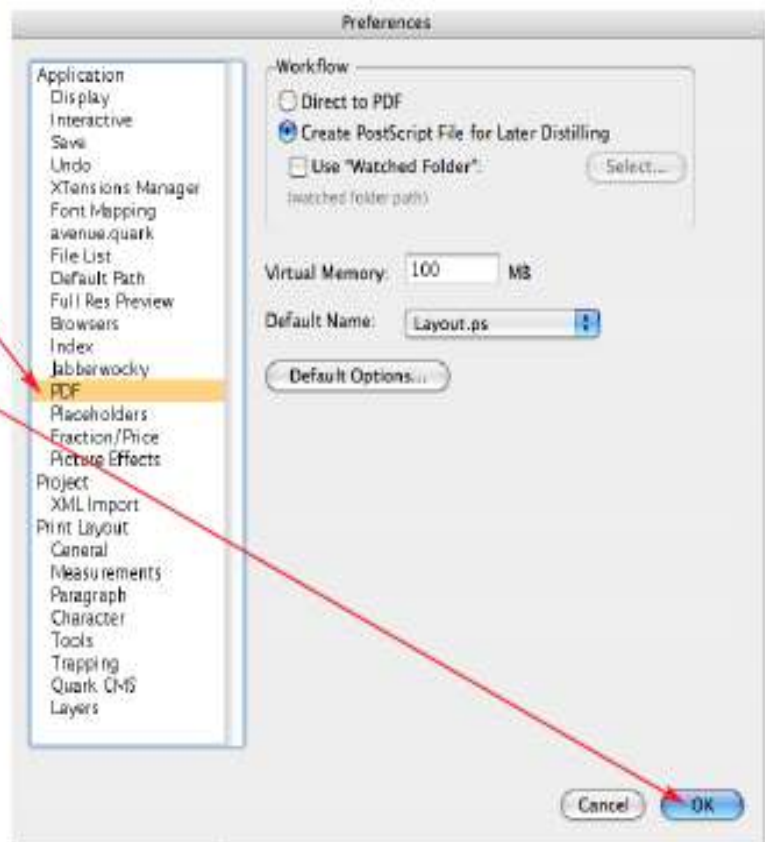 Preferences
Application
Display
Interactive
Save
Undo
XTensions Manager
Font Mapping
avenue.quark
File List
Default Path
Full Res Preview
Browsers
Index
Jabberwocky
PDF
Placeholders
Fraction/Price
Picture Effects
Project
XML Import
Print Layout
General
Measurements
Paragraph
Character
Tools
Trapping
Quark CMS
Layers
Workflow
Direct to PDF
Create PostScript File for Later Distilling
Use "Watched Folder":
Select...
(watched folder path)
Virtual Memory: 100 MB
Default Name: Layout.ps
Default Options...
Cancel OK